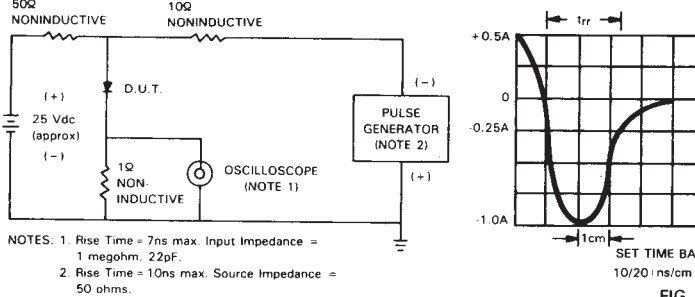 50Ω
NONINDUCTIVE
10Ω
NONINDUCTIVE
trr
+0.5A
(+)
25 Vdc
(approx)
(−)
D.U.T.
(−)
PULSE
GENERATOR
(NOTE 2)
(+)
1Ω
NON-
INDUCTIVE
OSCILLOSCOPE
(NOTE 1)
0
-0.25A
-1.0A
1cm
NOTES: 1. Rise Time = 7ns max. Input Impedance =
1 megohm. 22pF.
2. Rise Time = 10ns max. Source Impedance =
50 ohms.
SET TIME BA
10/20 ns/cm
FIG